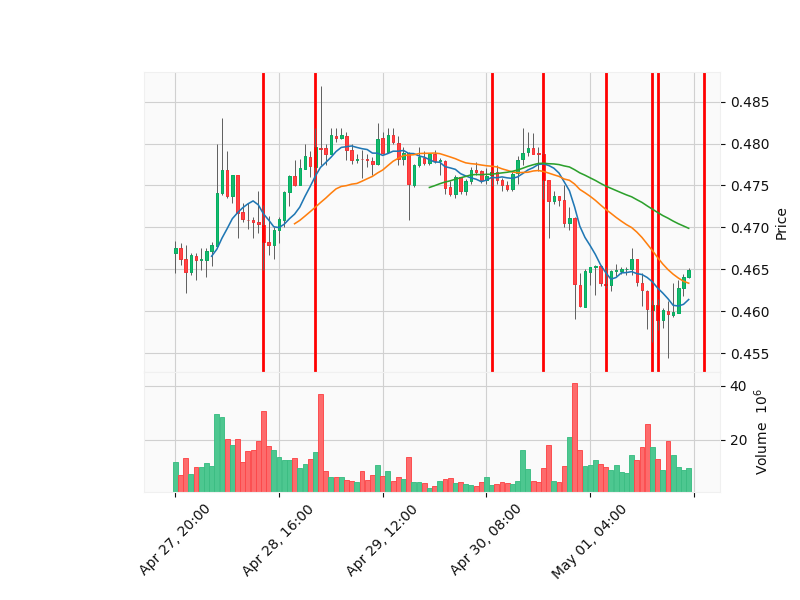 0.485
0.480
0.475
0.470
0.465
0.460
0.455
Price
40
20
Volume 10^6
Apr 27, 20:00
Apr 28, 16:00
Apr 29, 12:00
Apr 30, 08:00
May 01, 04:00